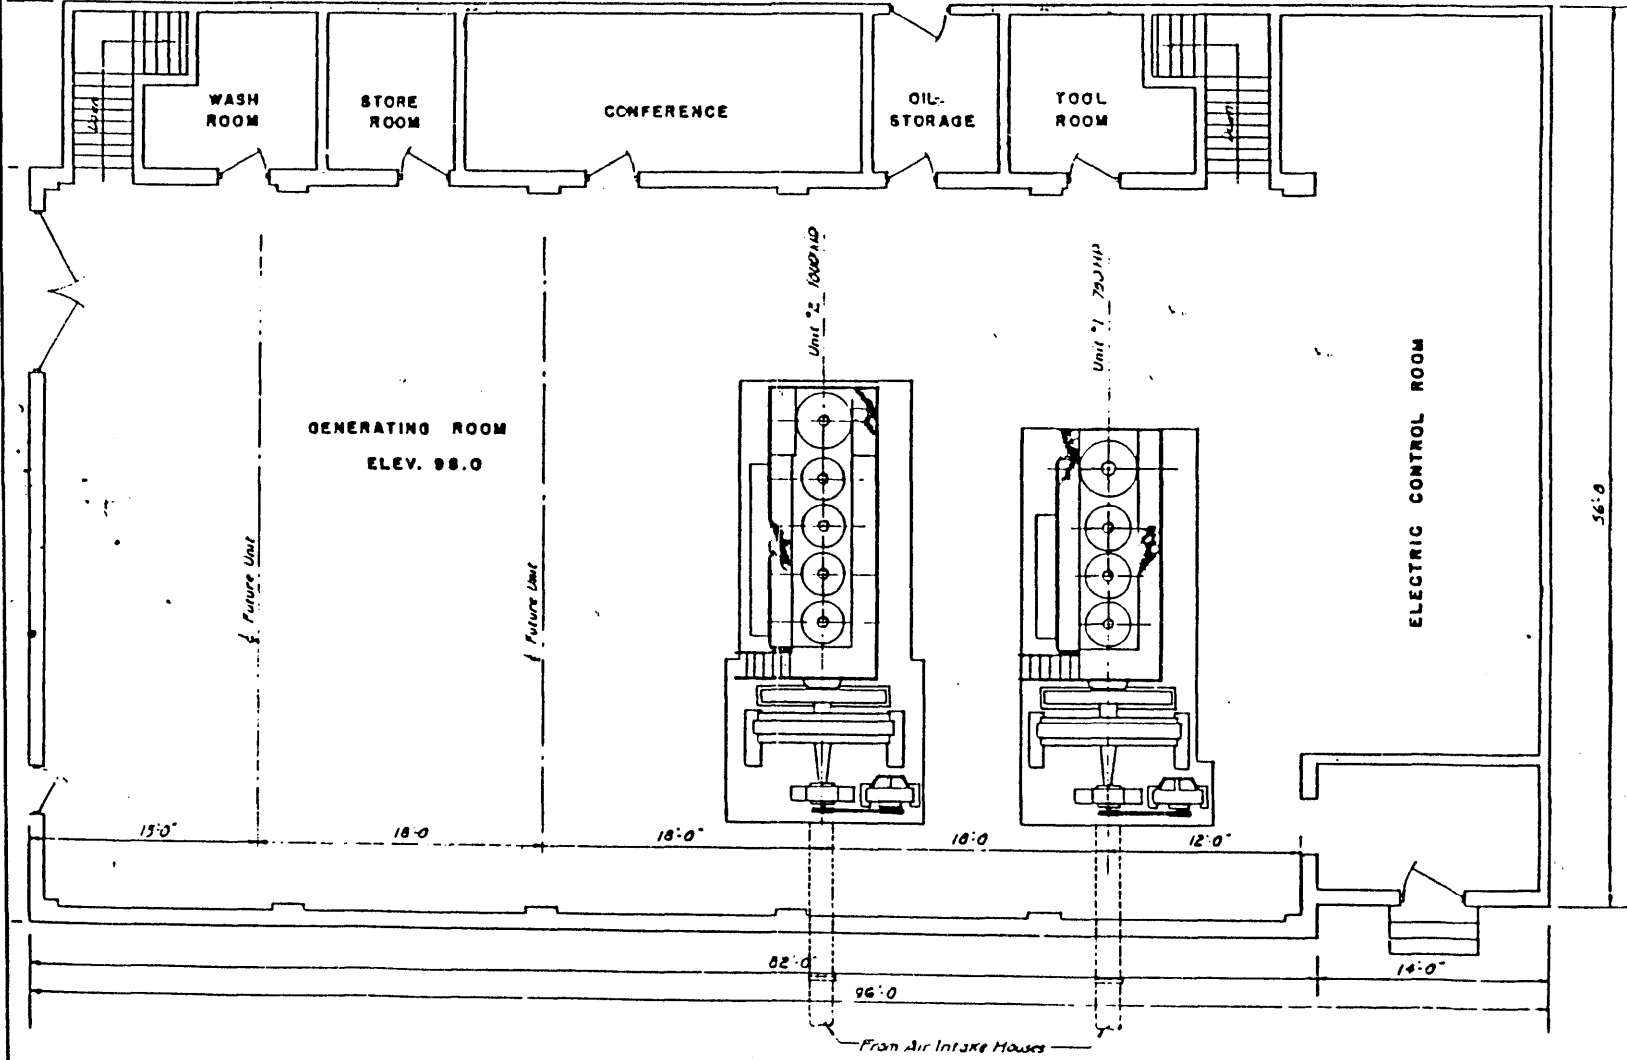 WASH
ROOM
STORE
ROOM
CONFERENCE
OIL-
STORAGE
TOOL
ROOM
Down
Down
Unit #2 1000 HP
Unit #1 750 HP
GENERATING ROOM
ELEV. 98.0
ELECTRIC CONTROL ROOM
56'-0
℄ Future Unit
℄ Future Unit
15'-0"
18'-0
18'-0"
18'-0
12'-0"
82'-0"
14'-0"
96'-0
From Air Intake Houses